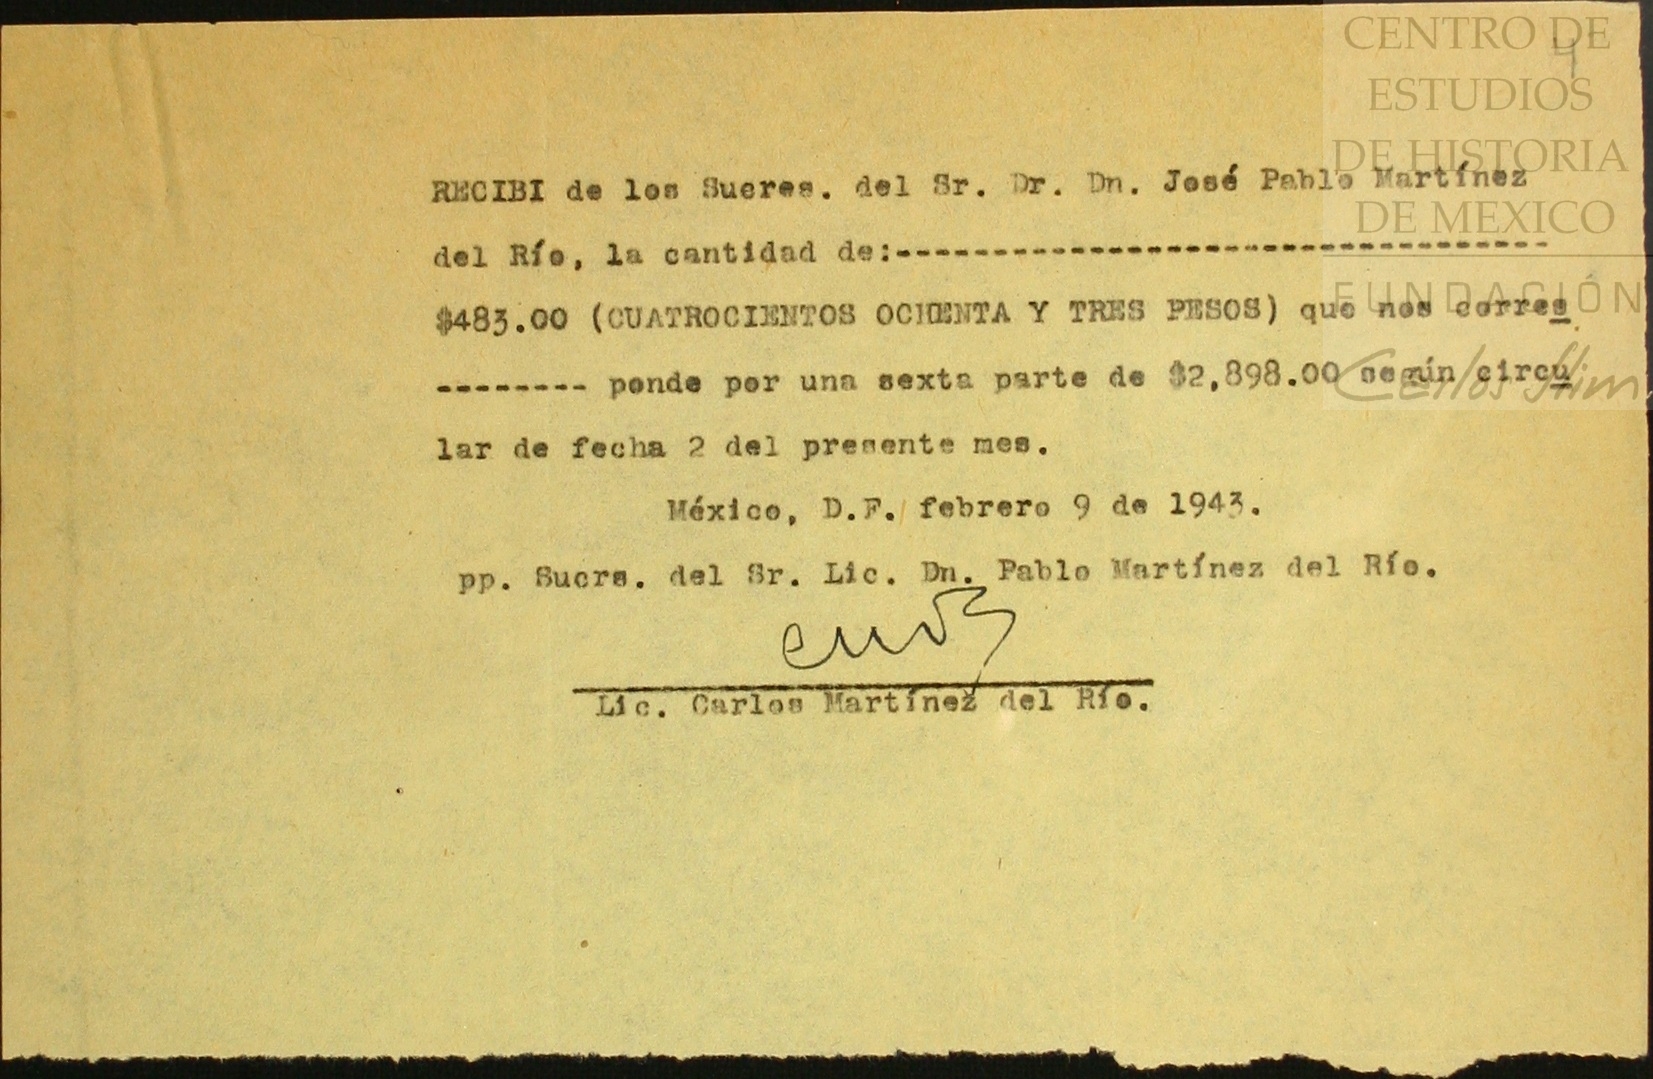 CENTRO DE
ESTUDIOS
DE HISTORIA
DE MEXICO
FUNDACIÓN
Carlos Slim
4
RECIBI de los Sucres. del Sr. Dr. Dn. José Pablo Martínez
del Río, la cantidad de:----------------------------------
$483.00 (CUATROCIENTOS OCHENTA Y TRES PESOS) que nos corres
-------- ponde por una sexta parte de $2,898.00 según circu
lar de fecha 2 del presente mes.
México, D.F. febrero 9 de 1943.
pp. Sucrs. del Sr. Lic. Dn. Pablo Martínez del Río.
Lic. Carlos Martínez del Río.